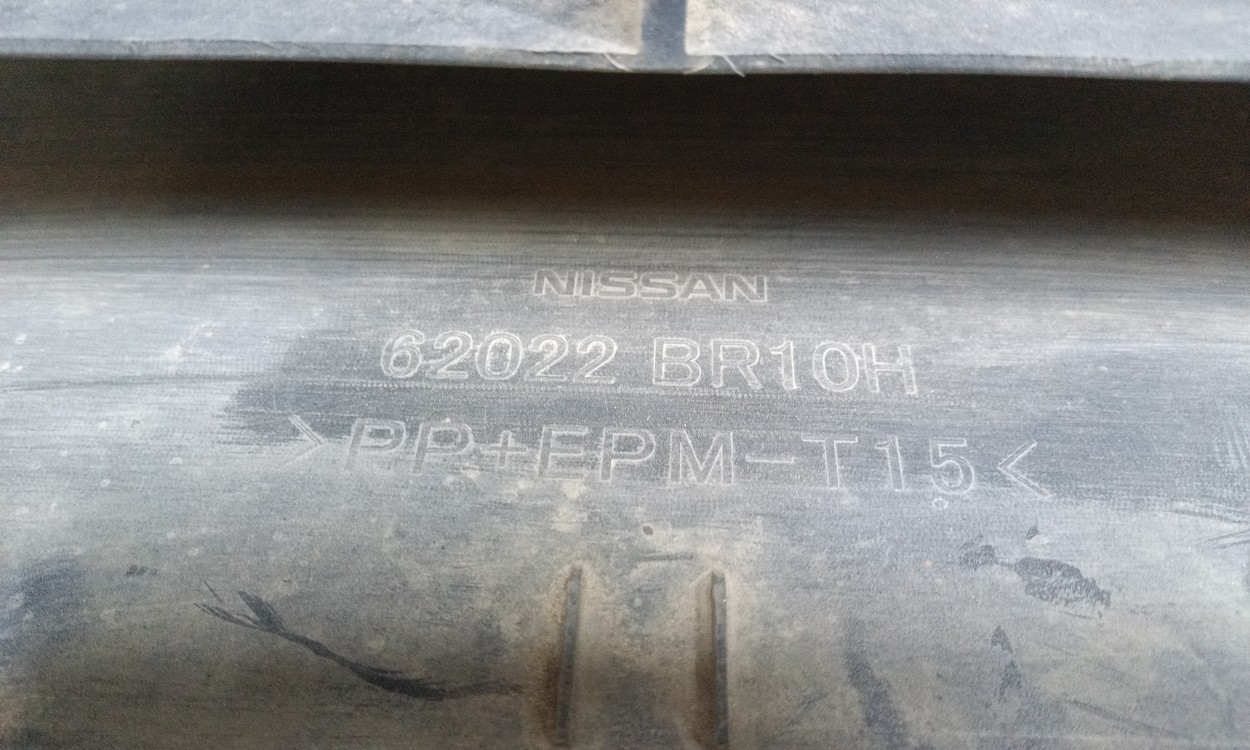 NISSAN
62022 BR10H
>PP+EPM-T15<